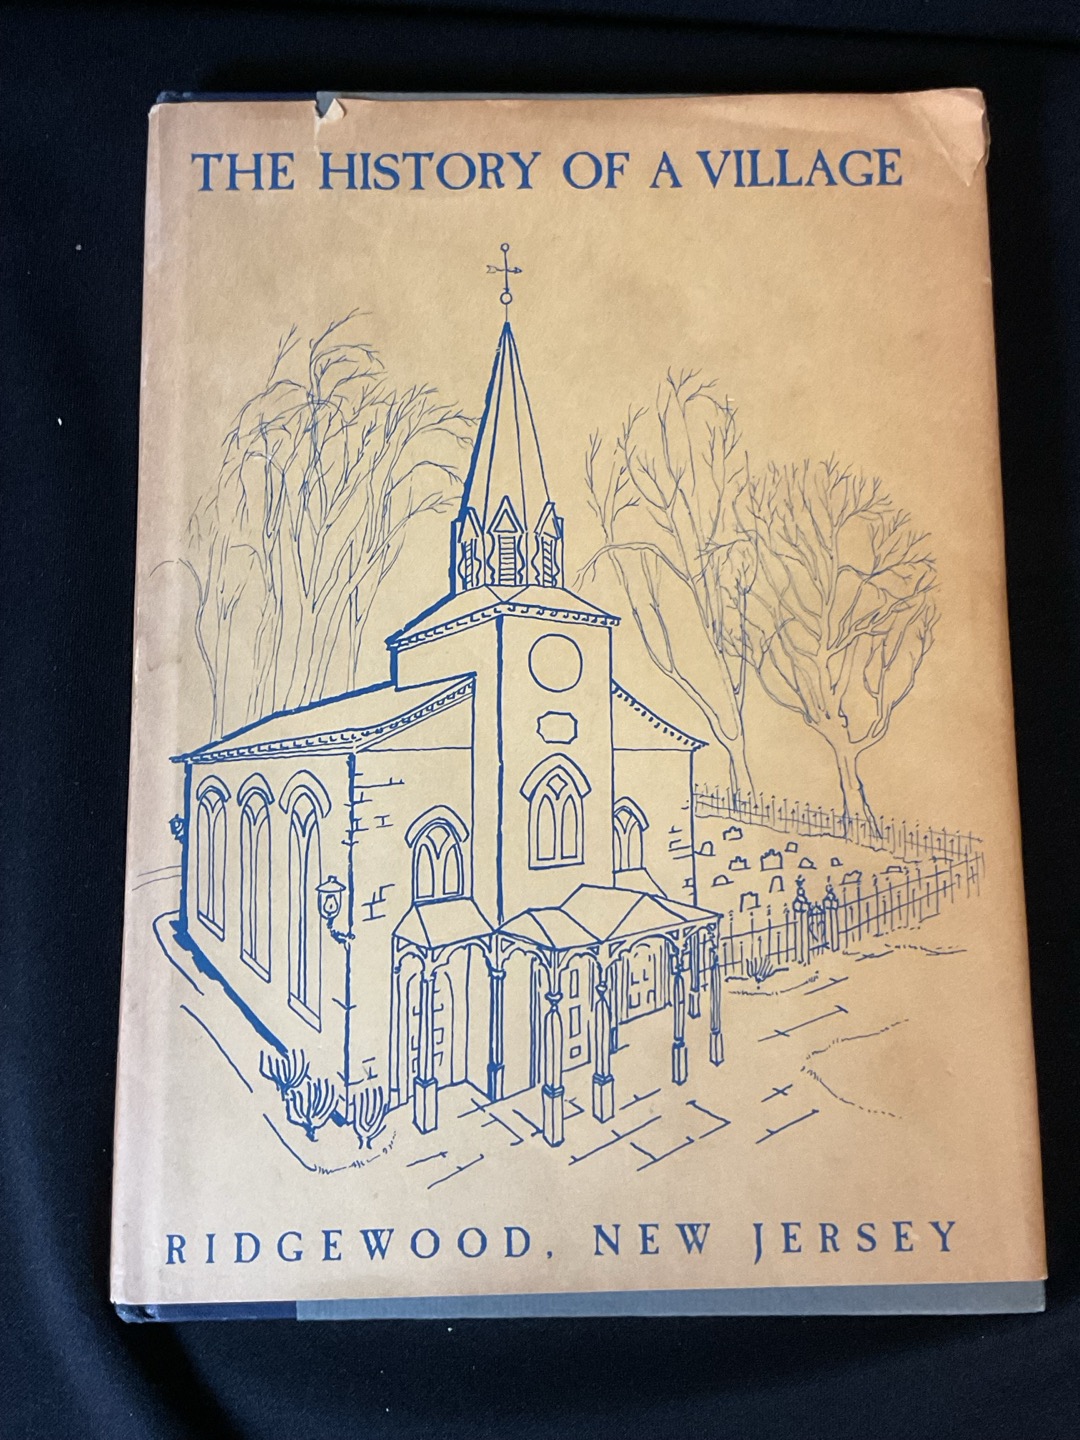 THE HISTORY OF A VILLAGE
RIDGEWOOD, NEW JERSEY